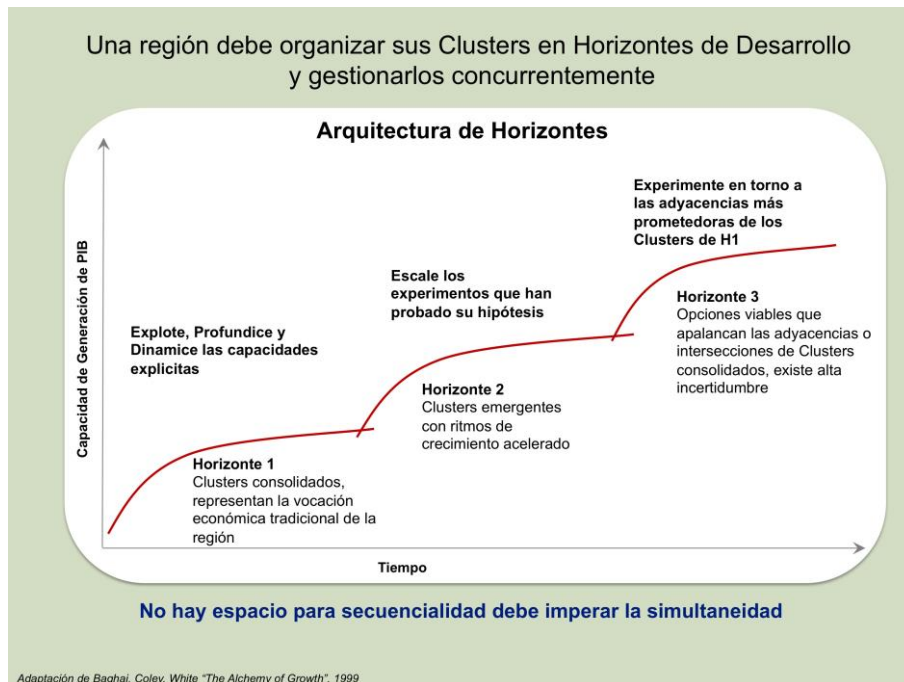 Una región debe organizar sus Clusters en Horizontes de Desarrollo
y gestionarlos concurrentemente
Arquitectura de Horizontes
Capacidad de Generación de PIB
Experimente en torno a
las adyacencias más
prometedoras de los
Clusters de H1
Escale los
experimentos que han
probado su hipótesis
Explote, Profundice y
Dinamice las capacidades
explicitas
Horizonte 3
Opciones viables que
apalancan las adyacencias o
intersecciones de Clusters
consolidados, existe alta
incertidumbre
Horizonte 2
Clusters emergentes
con ritmos de
crecimiento acelerado
Horizonte 1
Clusters consolidados,
representan la vocación
económica tradicional de la
región
Tiempo
No hay espacio para secuencialidad debe imperar la simultaneidad
Adaptación de Baghai, Coley, White “The Alchemy of Growth”, 1999